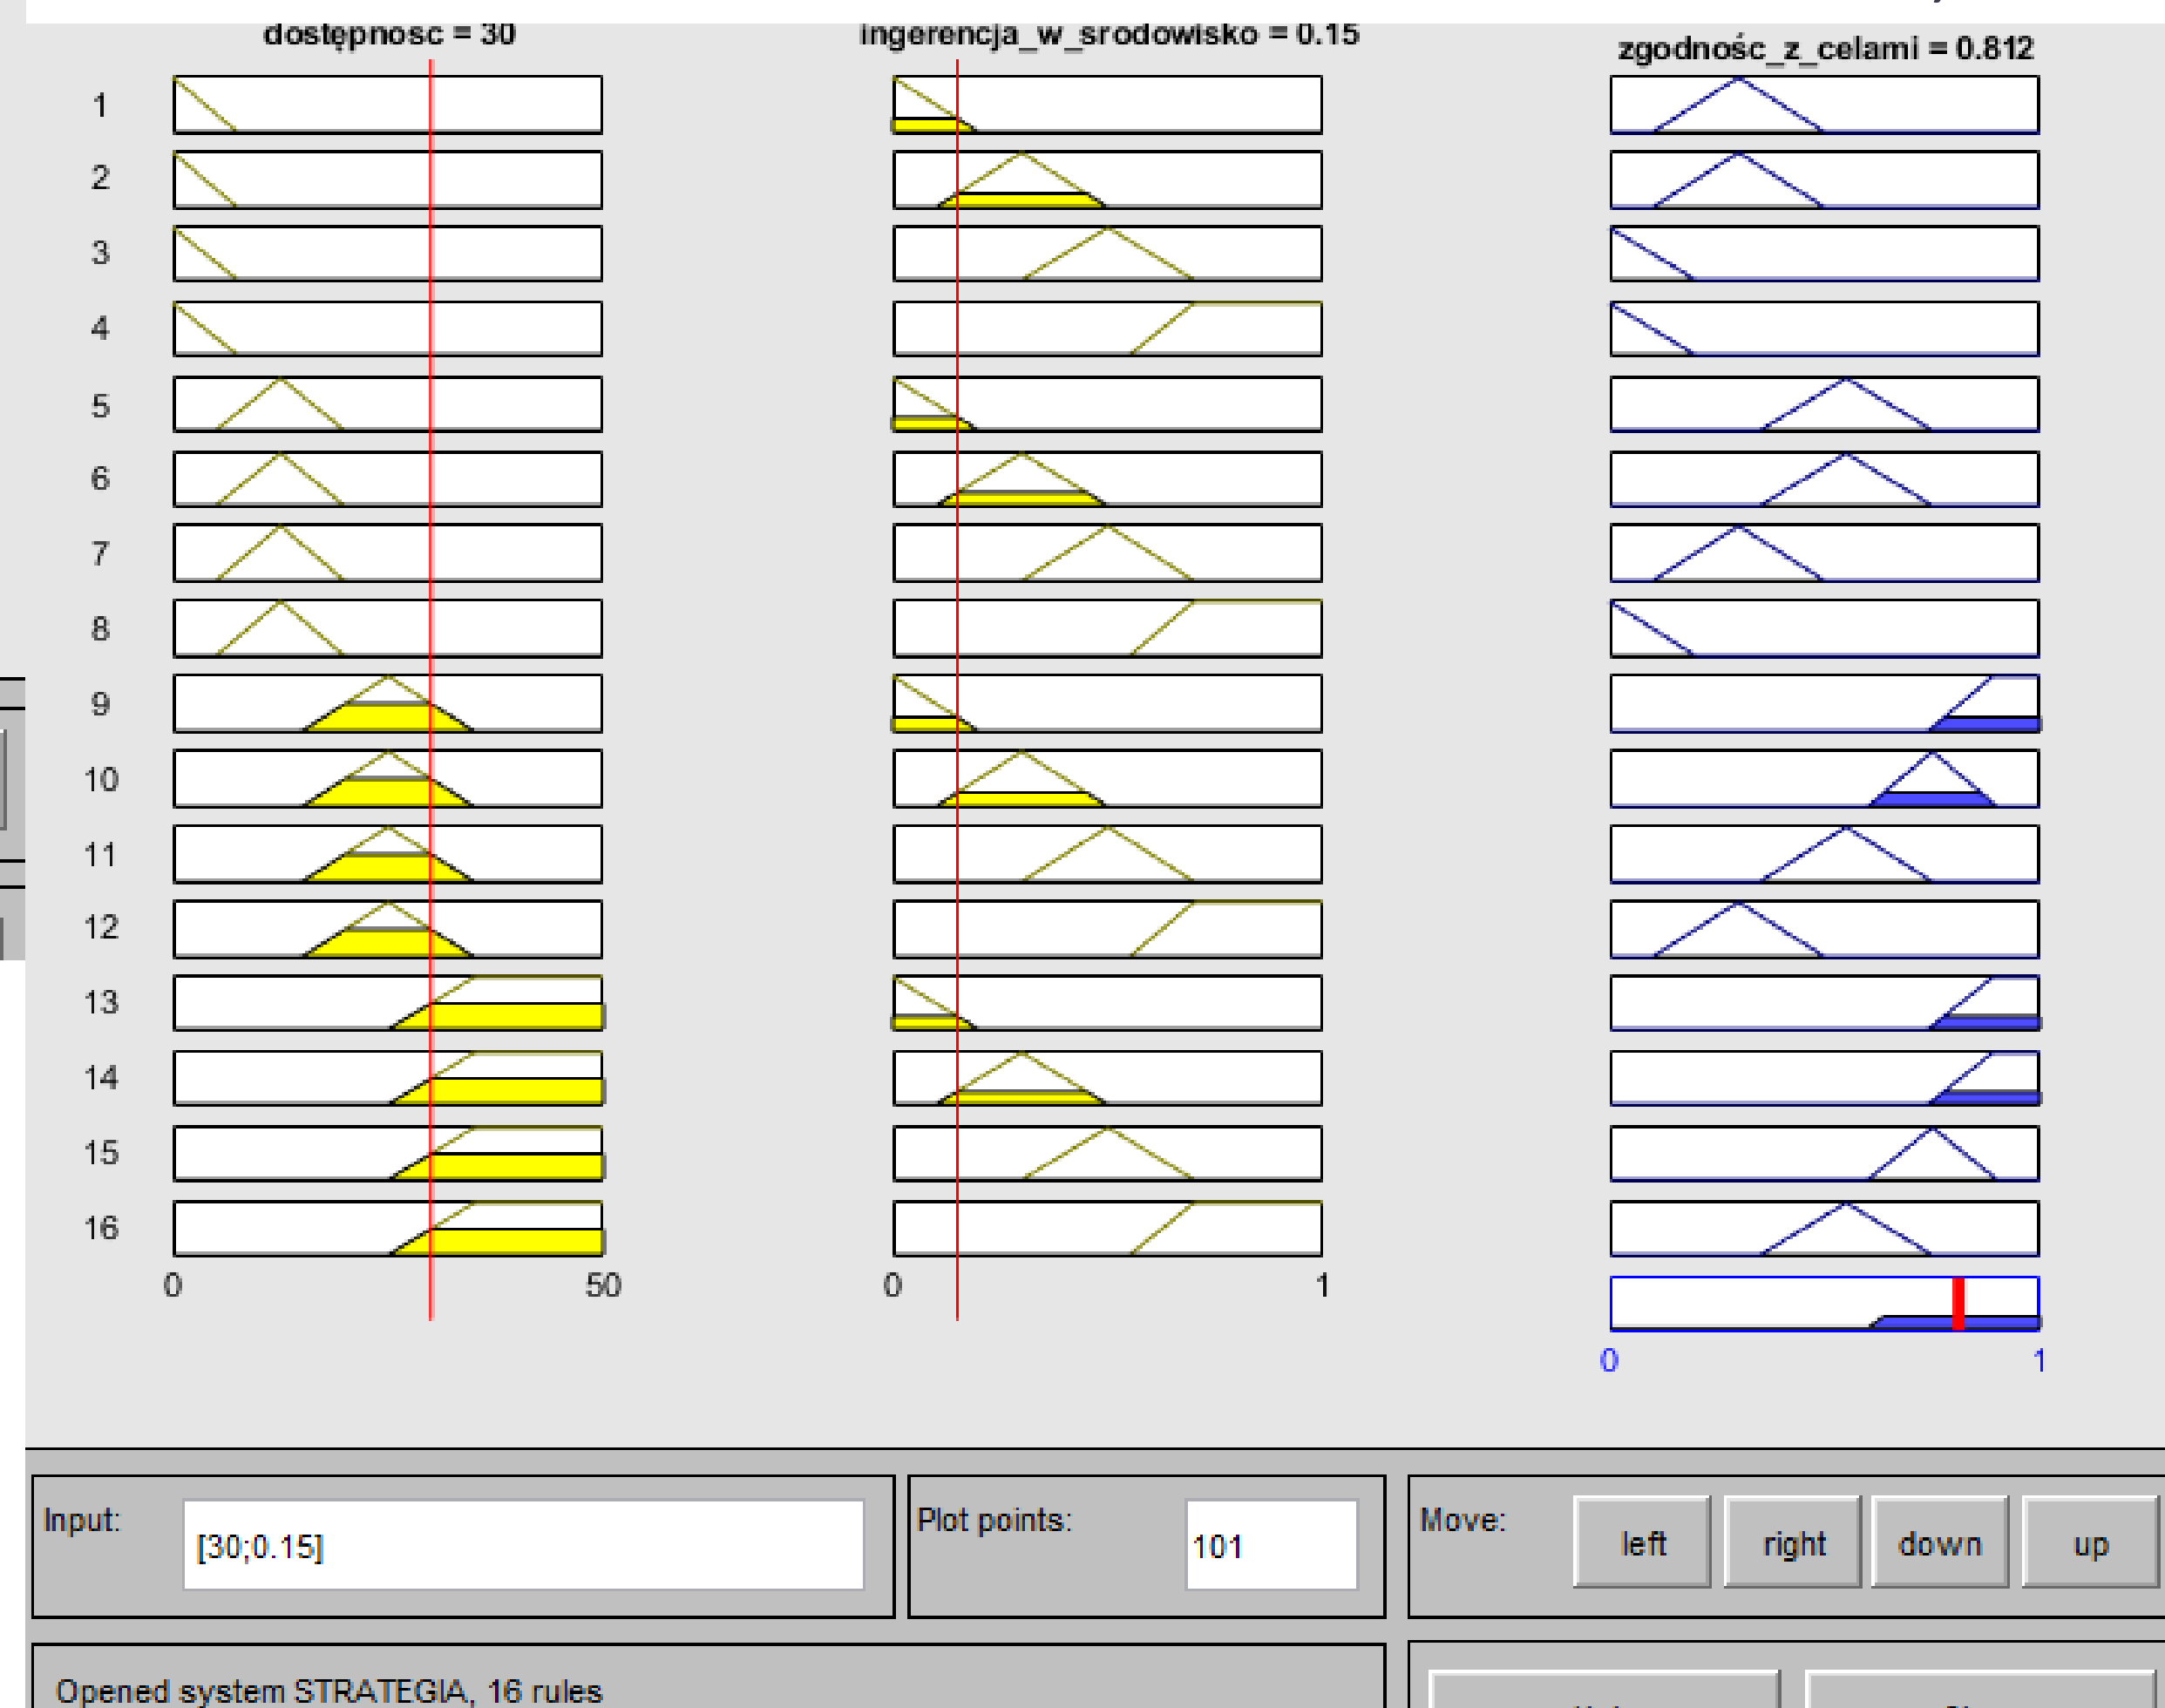 dostępnosc = 30
ingerencja_w_srodowisko = 0.15
zgodnośc_z_celami = 0.812
1
2
3
4
5
6
7
8
9
10
11
12
13
14
15
16
0 50
0 1
0 1
Input:
[30;0.15]
Plot points:
101
Move:
left
right
down
up
Opened system STRATEGIA, 16 rules